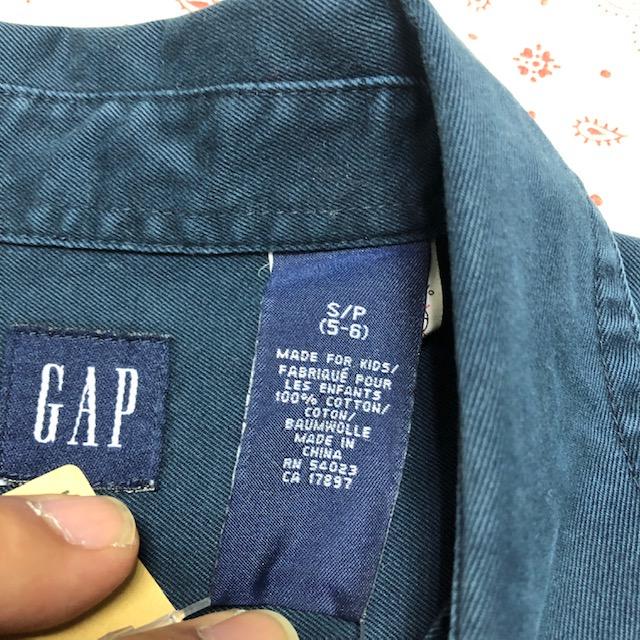 GAP
S/P
(5-6)
MADE FOR KIDS/
FABRIQUÉ POUR
LES ENFANTS
100% COTTON/
COTON/
BAUMWOLLE
MADE IN
CHINA
RN 54023
CA 17897